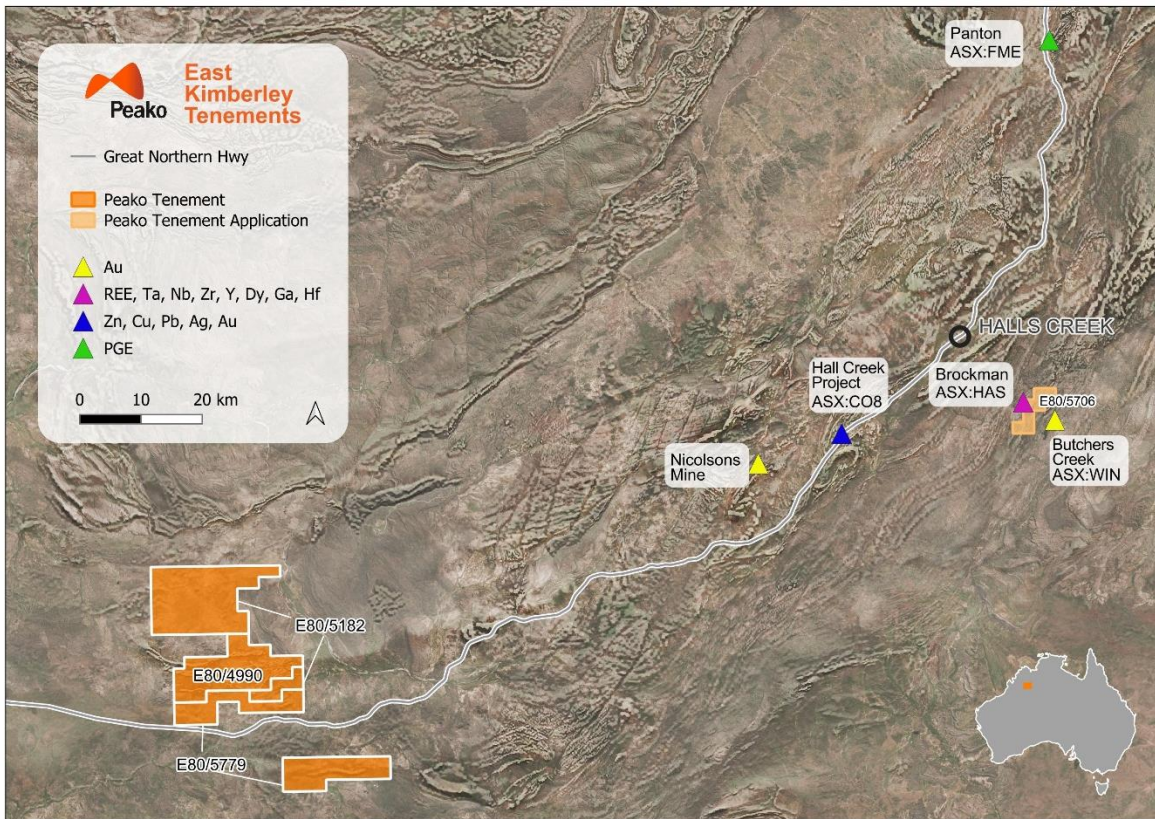 Peako
East
Kimberley
Tenements
Great Northern Hwy
Peako Tenement
Peako Tenement Application
Au
REE, Ta, Nb, Zr, Y, Dy, Ga, Hf
Zn, Cu, Pb, Ag, Au
PGE
0 10 20 km
Panton
ASX:FME
HALLS CREEK
Hall Creek
Project
ASX:CO8
Brockman
ASX:HAS
E80/5706
Butchers
Creek
ASX:WIN
Nicolsons
Mine
E80/5182
E80/4990
E80/5779